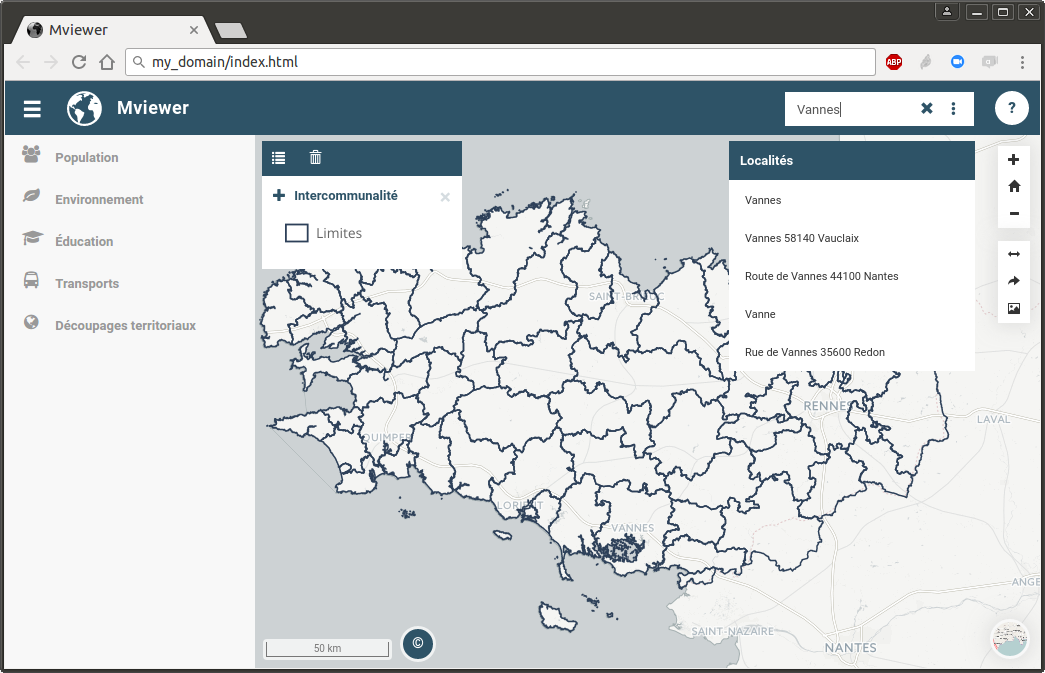 Mviewer
my_domain/index.html
ABP
Mviewer
Vannes
?
Population
Environnement
Éducation
Transports
Découpages territoriaux
Intercommunalité
Limites
Localités
Vannes
Vannes 58140 Vauclaix
Route de Vannes 44100 Nantes
Vanne
Rue de Vannes 35600 Redon
SAINT-BRIEUC
RENNES
LAVAL
QUIMPER
LORIENT
VANNES
ANGE
SAINT-NAZAIRE
NANTES
50 km
©